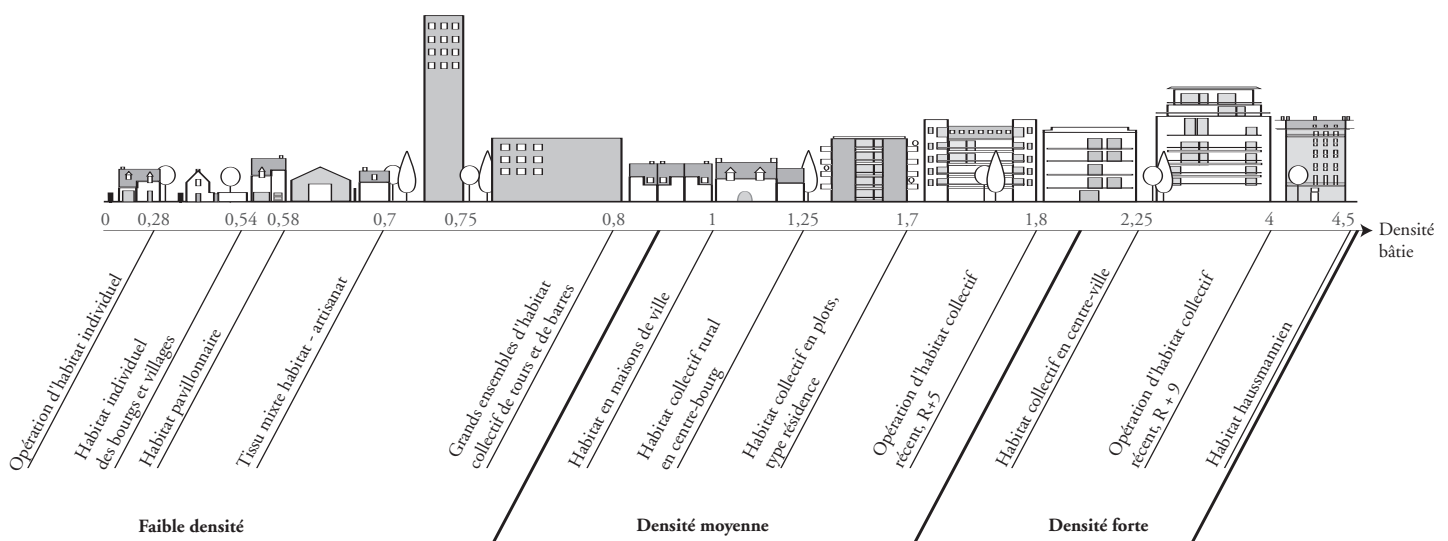 0
0,28
0,54
0,58
0,7
0,75
0,8
1
1,25
1,7
1,8
2,25
4
4,5
Densité
bâtie
Opération d'habitat individuel
Habitat individuel
des bourgs et villages
Habitat pavillonnaire
Tissu mixte habitat - artisanat
Grands ensembles d'habitat
collectif de tours et de barres
Habitat en maisons de ville
Habitat collectif rural
en centre-bourg
Habitat collectif en plots,
type résidence
Opération d'habitat collectif
récent, R+5
Habitat collectif en centre-ville
Opération d'habitat collectif
récent, R + 9
Habitat haussmannien
Faible densité
Densité moyenne
Densité forte